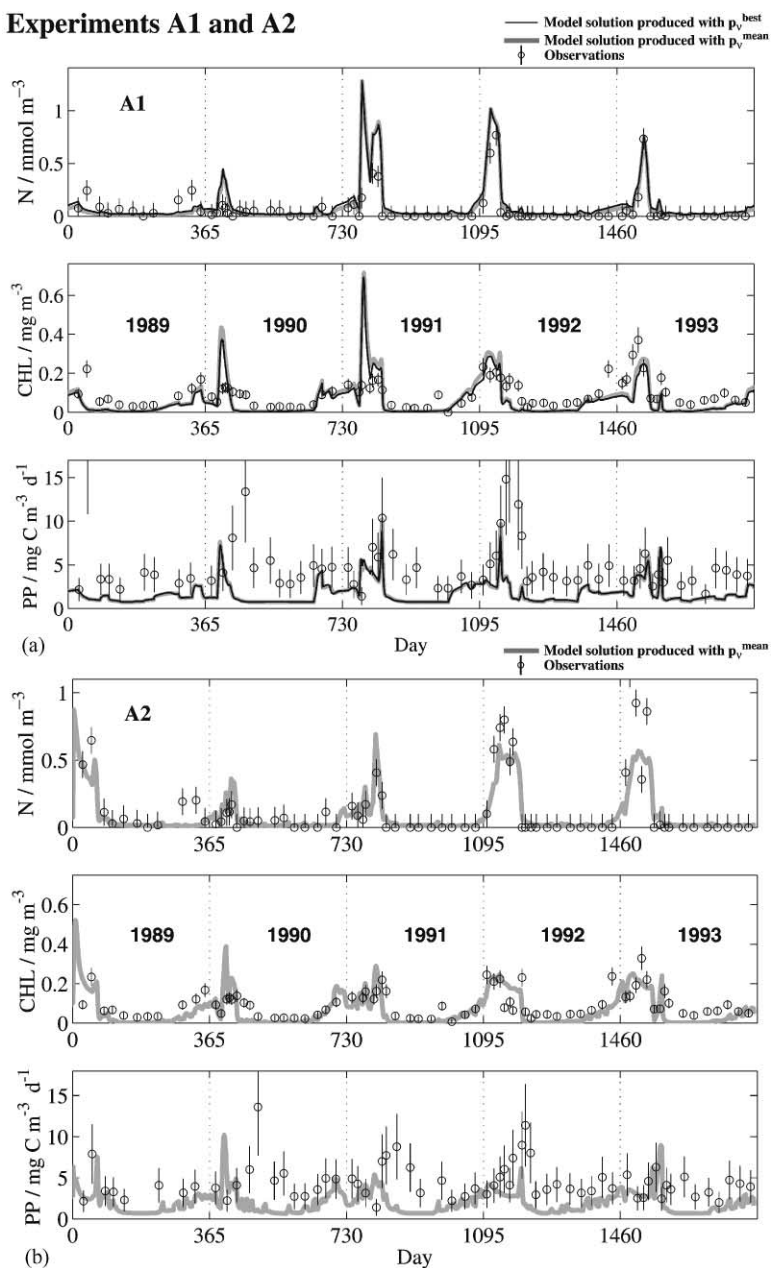 Experiments A1 and A2
Model solution produced with pᵥ^best
Model solution produced with pᵥ^mean
Observations
A1
N / mmol m⁻³
1
0.5
0
0 365 730 1095 1460
CHL / mg m⁻³
0.6
0.4
0.2
0
1989 1990 1991 1992 1993
0 365 730 1095 1460
PP / mg C m⁻³ d⁻¹
15
10
5
0
0 365 730 1095 1460
(a)
Day
Model solution produced with pᵥ^mean
Observations
A2
N / mmol m⁻³
1
0.5
0
0 365 730 1095 1460
CHL / mg m⁻³
0.6
0.4
0.2
0
1989 1990 1991 1992 1993
0 365 730 1095 1460
PP / mg C m⁻³ d⁻¹
15
10
5
0
0 365 730 1095 1460
(b)
Day